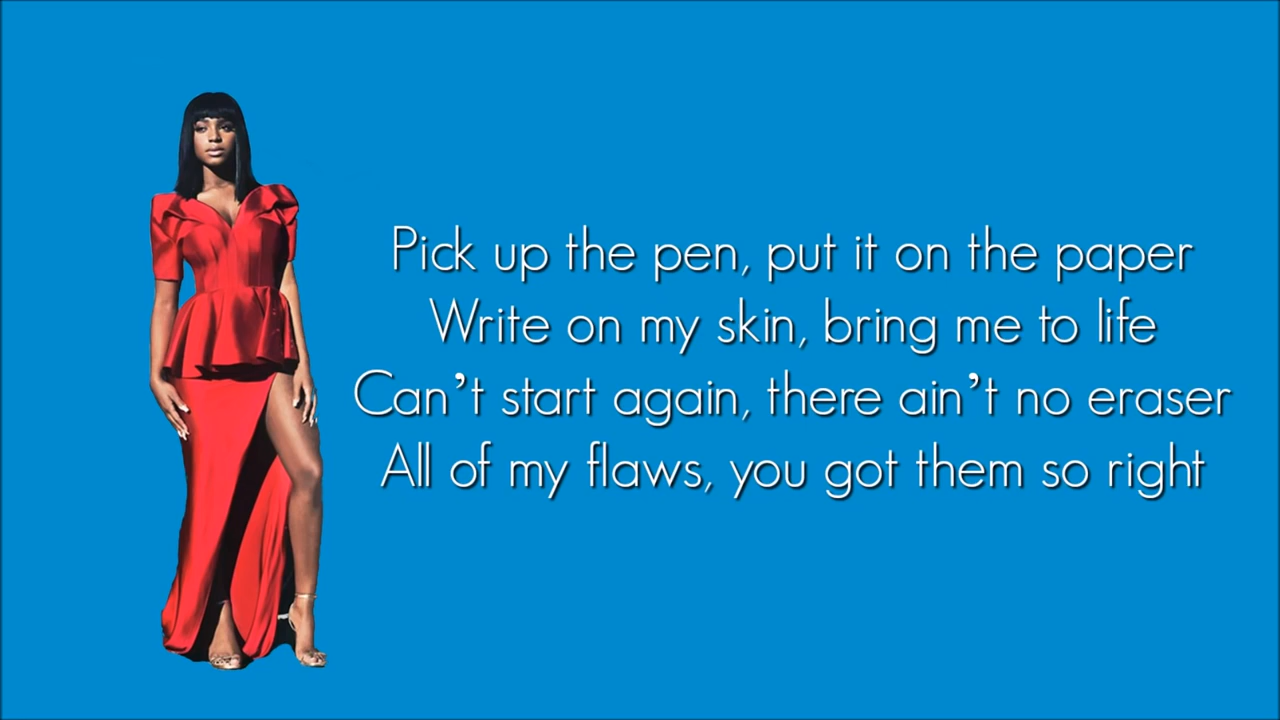 Pick up the pen, put it on the paper
Write on my skin, bring me to life
Can’t start again, there ain’t no eraser
All of my flaws, you got them so right